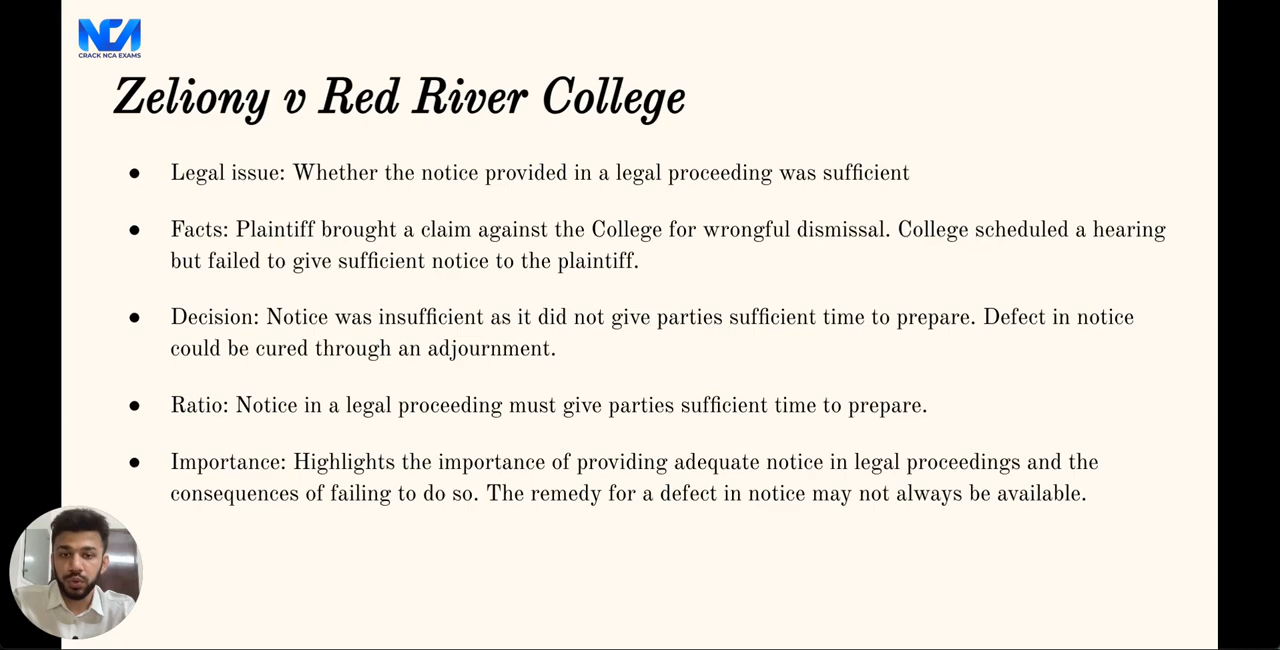 NCA
CRACK NCA EXAMS
Zeliony v Red River College
● Legal issue: Whether the notice provided in a legal proceeding was sufficient
● Facts: Plaintiff brought a claim against the College for wrongful dismissal. College scheduled a hearing
but failed to give sufficient notice to the plaintiff.
● Decision: Notice was insufficient as it did not give parties sufficient time to prepare. Defect in notice
could be cured through an adjournment.
● Ratio: Notice in a legal proceeding must give parties sufficient time to prepare.
● Importance: Highlights the importance of providing adequate notice in legal proceedings and the
consequences of failing to do so. The remedy for a defect in notice may not always be available.